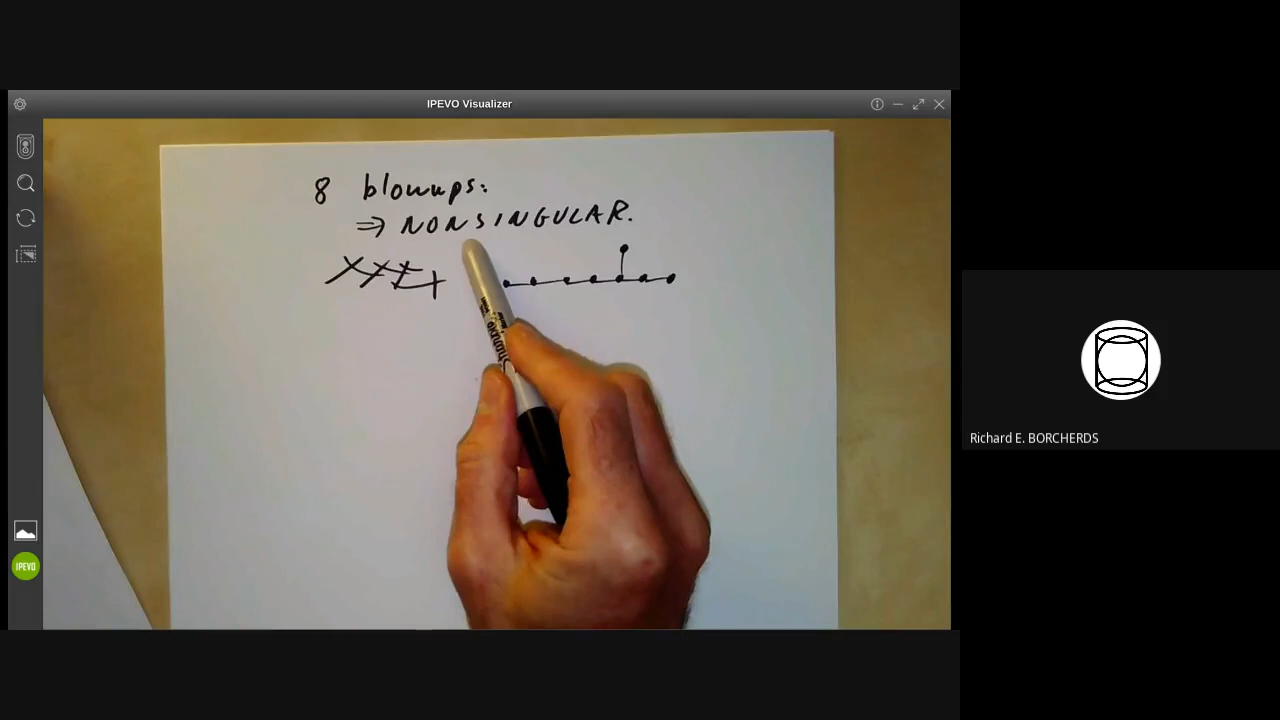 IPEVO Visualizer
8 blowups:
⇒ NONSINGULAR.
IPEVO
Richard E. BORCHERDS